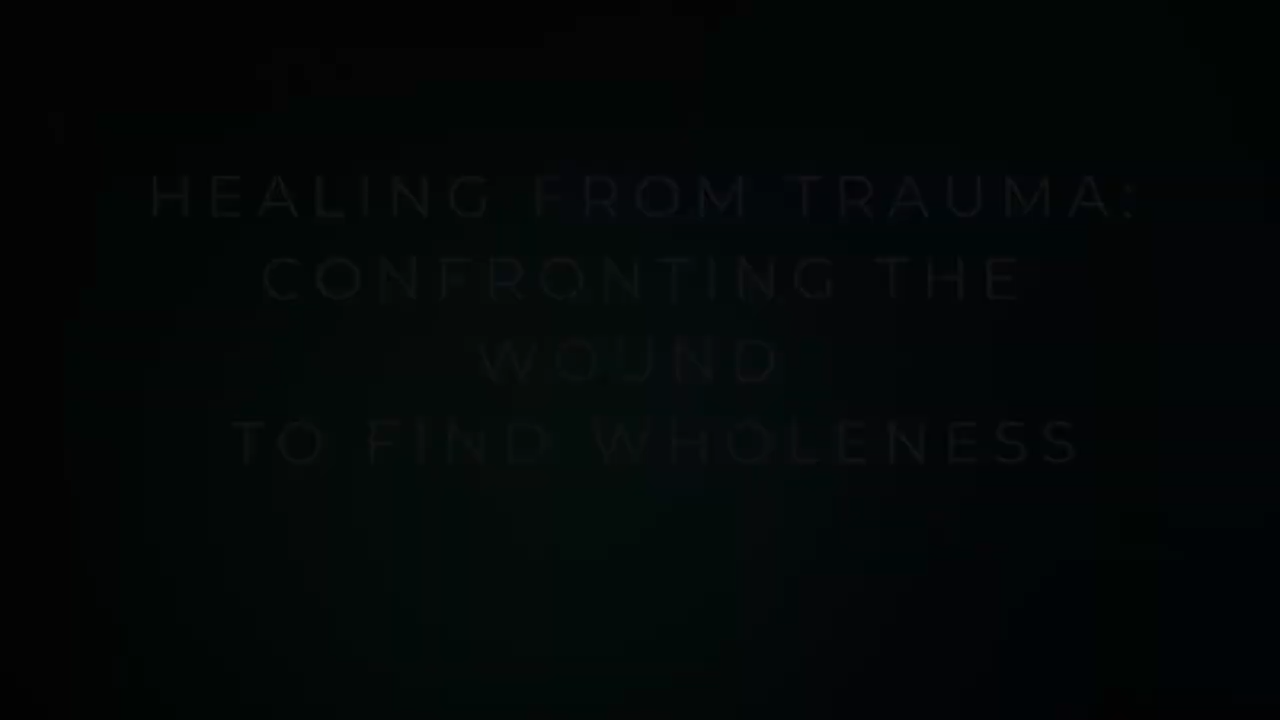 HEALING FROM TRAUMA:
CONFRONTING THE
WOUND
TO FIND WHOLENESS